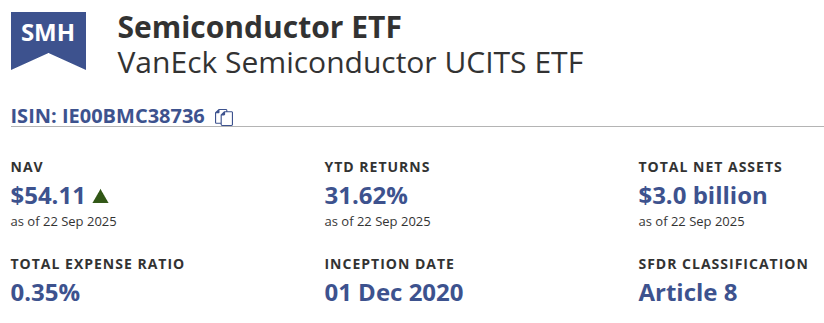 SMH
Semiconductor ETF
VanEck Semiconductor UCITS ETF
ISIN: IE00BMC38736
NAV
$54.11
as of 22 Sep 2025
YTD RETURNS
31.62%
as of 22 Sep 2025
TOTAL NET ASSETS
$3.0 billion
as of 22 Sep 2025
TOTAL EXPENSE RATIO
0.35%
INCEPTION DATE
01 Dec 2020
SFDR CLASSIFICATION
Article 8